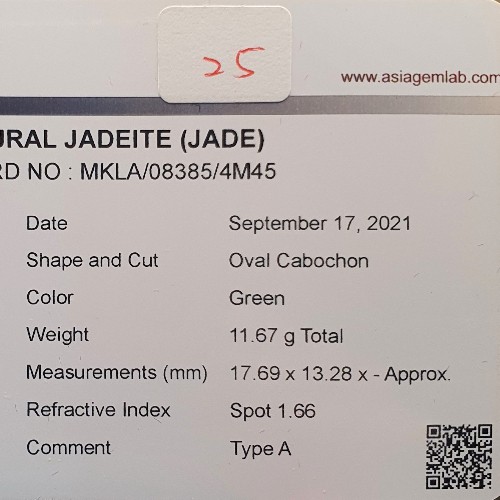 25
www.asiagemlab.com
URAL JADEITE (JADE)
RD NO : MKLA/08385/4M45
Date September 17, 2021
Shape and Cut Oval Cabochon
Color Green
Weight 11.67 g Total
Measurements (mm) 17.69 x 13.28 x - Approx.
Refractive Index Spot 1.66
Comment Type A